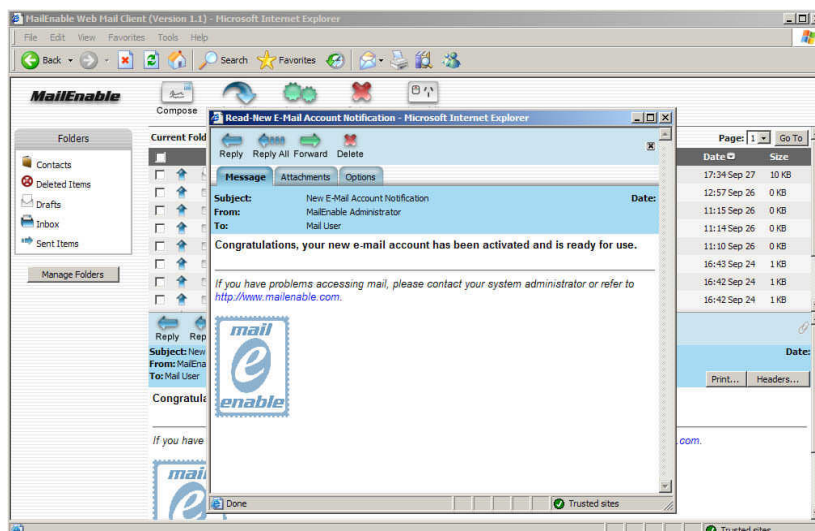 MailEnable Web Mail Client (Version 1.1) - Microsoft Internet Explorer
File Edit View Favorites Tools Help
Back Search Favorites
MailEnable
Compose
Read-New E-Mail Account Notification - Microsoft Internet Explorer
Reply Reply All Forward Delete
Message Attachments Options
Subject: New E-Mail Account Notification Date:
From: MailEnable Administrator
To: Mail User
Congratulations, your new e-mail account has been activated and is ready for use.
If you have problems accessing mail, please contact your system administrator or refer to
http://www.mailenable.com.
mail
e
enable
Done Trusted sites
Folders
Contacts
Deleted Items
Drafts
Inbox
Sent Items
Manage Folders
Current Fold
Page: 1 Go To
Date Size
17:34 Sep 27 10 KB
12:57 Sep 26 0 KB
11:15 Sep 26 0 KB
11:14 Sep 26 0 KB
11:10 Sep 26 0 KB
16:43 Sep 24 1 KB
16:42 Sep 24 1 KB
16:42 Sep 24 1 KB
Reply Rep
Subject: New Date:
From: MailEna
To: Mail User
Print... Headers...
Congratula
If you have .com.
mail
Trusted sites